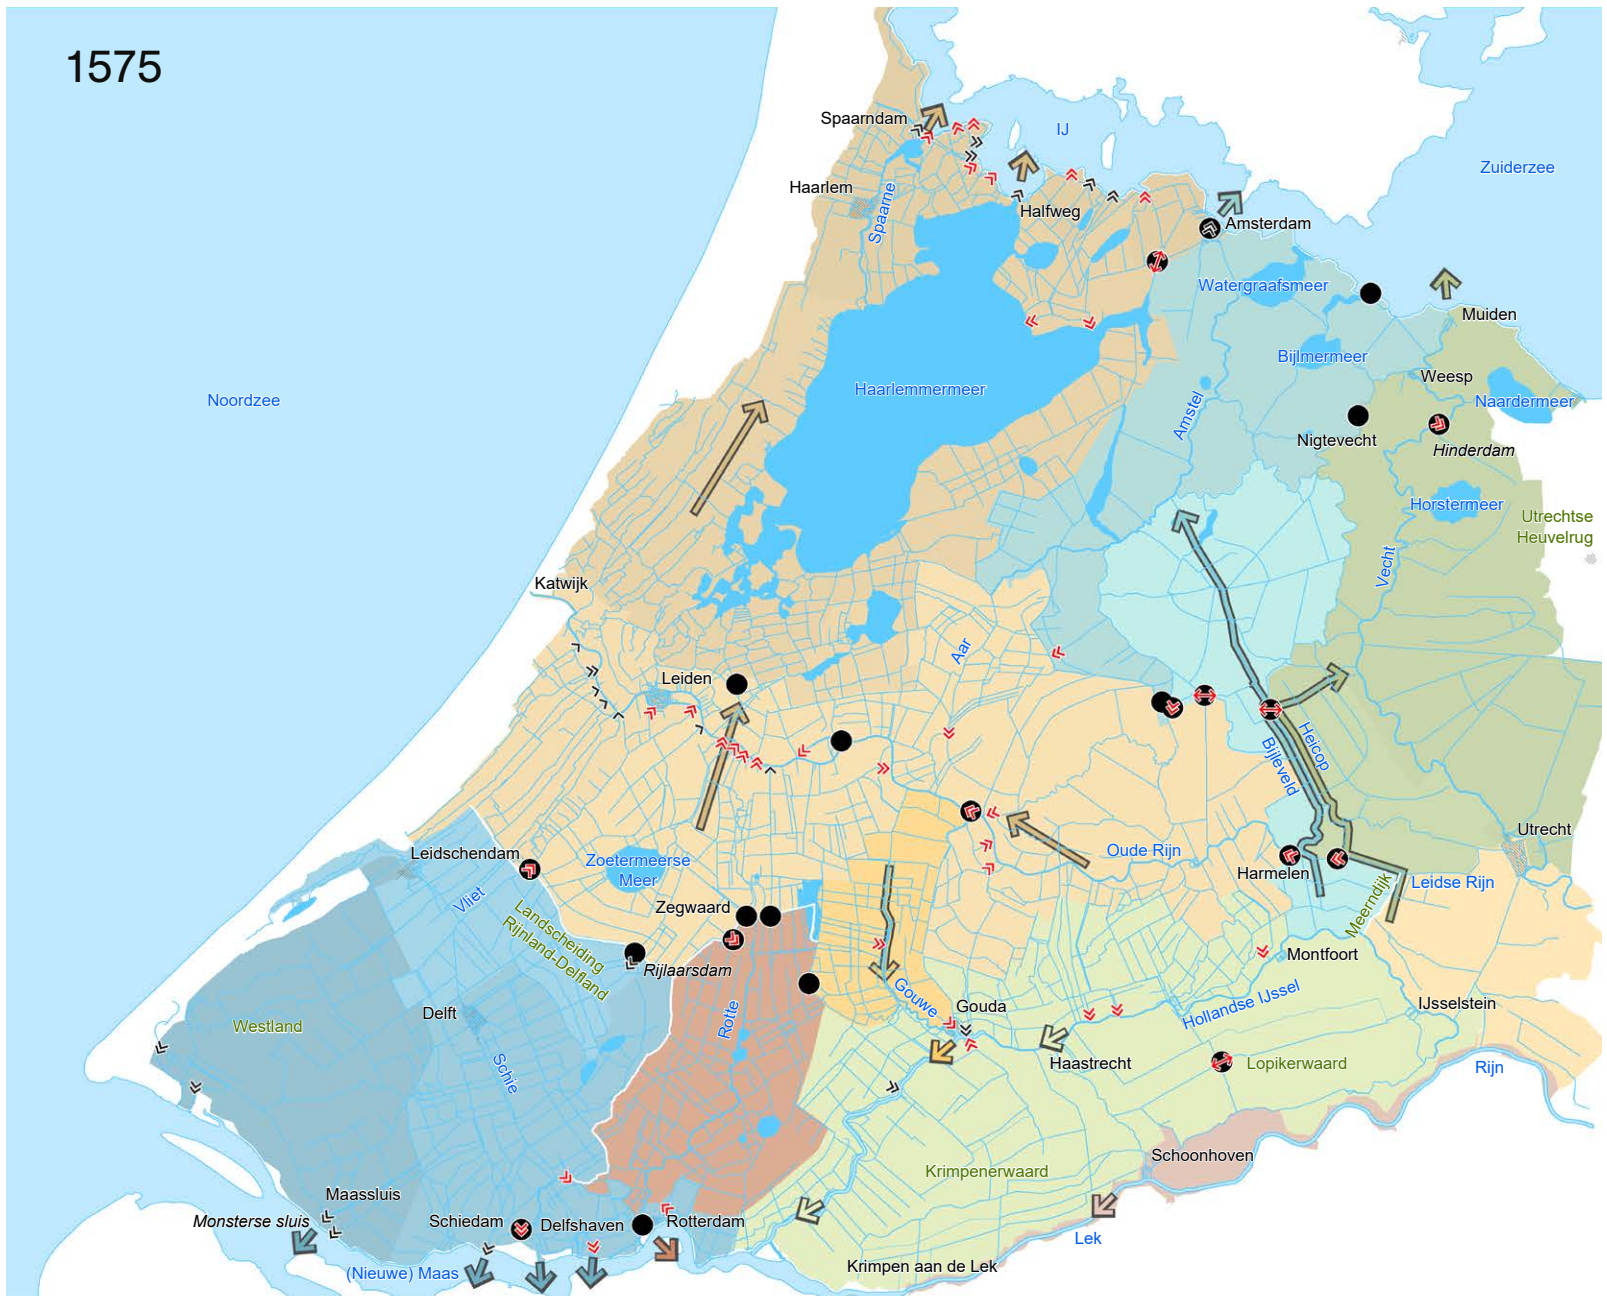 1575
Spaarndam
IJ
Zuiderzee
Haarlem
Spaarne
Halfweg
Amsterdam
Watergraafsmeer
Muiden
Bijlmermeer
Weesp
Haarlemmermeer
Noordzee
Amstel
Naardermeer
Nigtevecht
Hinderdam
Horstermeer
Utrechtse
Heuvelrug
Vecht
Katwijk
Aar
Leiden
Heicop
Bijleveld
Utrecht
Leidschendam
Zoetermeerse
Meer
Oude Rijn
Harmelen
Leidse Rijn
Vliet
Zegwaard
Meerndijk
Landscheiding
Rijnland-Delfland
Rijlaarsdam
Montfoort
Gouwe
Gouda
Hollandse IJssel
IJsselstein
Westland
Delft
Rotte
Schie
Haastrecht
Lopikerwaard
Rijn
Schoonhoven
Krimpenerwaard
Maassluis
Monsterse sluis
Schiedam
Delfshaven
Rotterdam
Lek
(Nieuwe) Maas
Krimpen aan de Lek